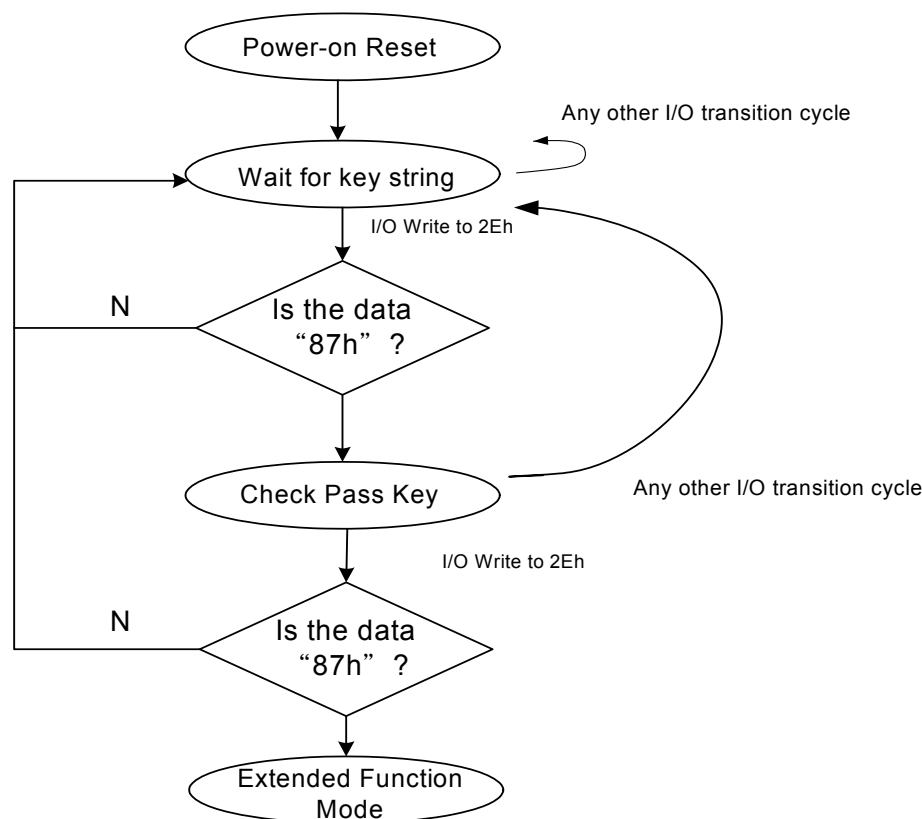 Power-on Reset
Any other I/O transition cycle
Wait for key string
I/O Write to 2Eh
N
Is the data
“87h” ?
Check Pass Key
Any other I/O transition cycle
I/O Write to 2Eh
N
Is the data
“87h” ?
Extended Function
Mode